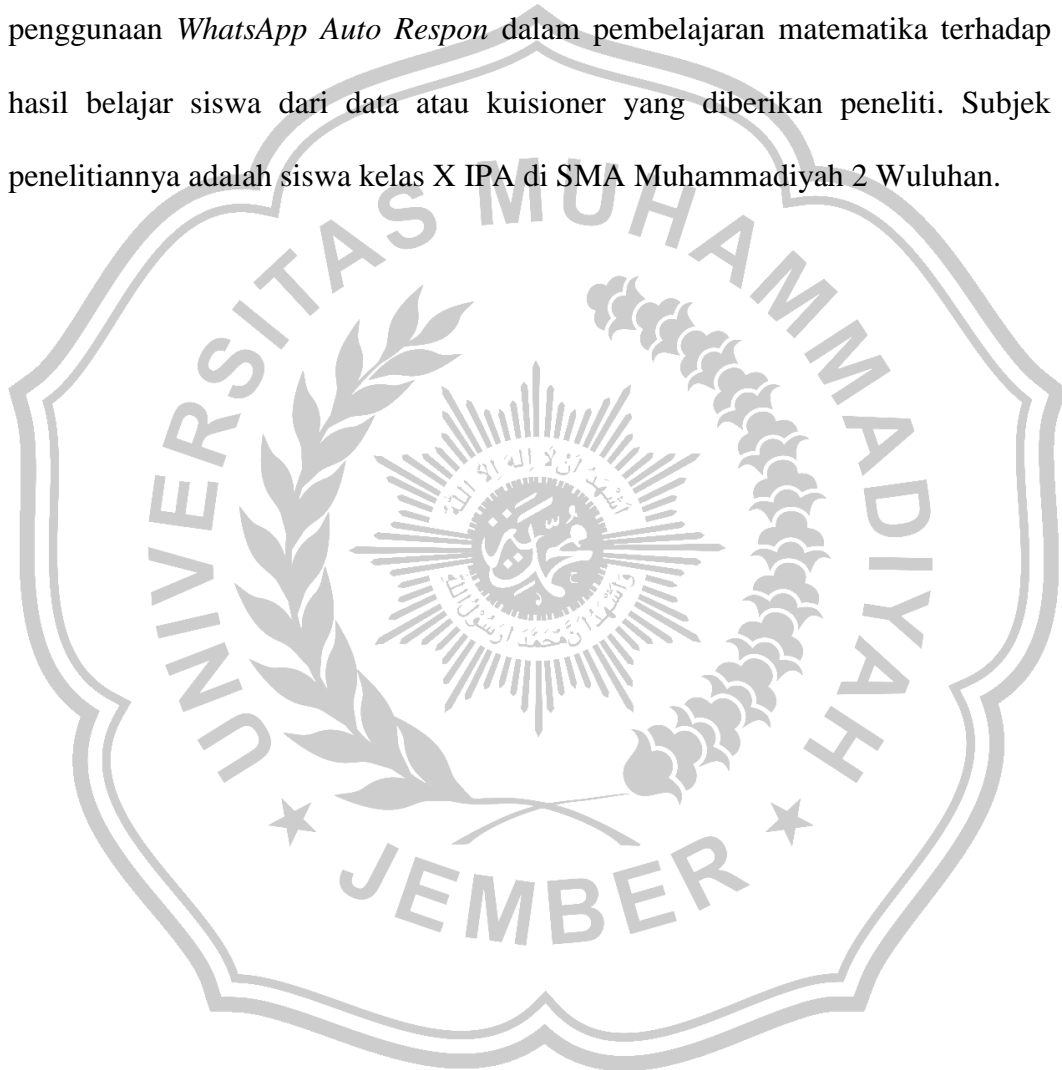 penggunaan WhatsApp Auto Respon dalam pembelajaran matematika terhadap
hasil belajar siswa dari data atau kuisioner yang diberikan peneliti. Subjek
penelitiannya adalah siswa kelas X IPA di SMA Muhammadiyah 2 Wuluhan.
UNIVERSITAS MUHAMMADIYAH
JEMBER